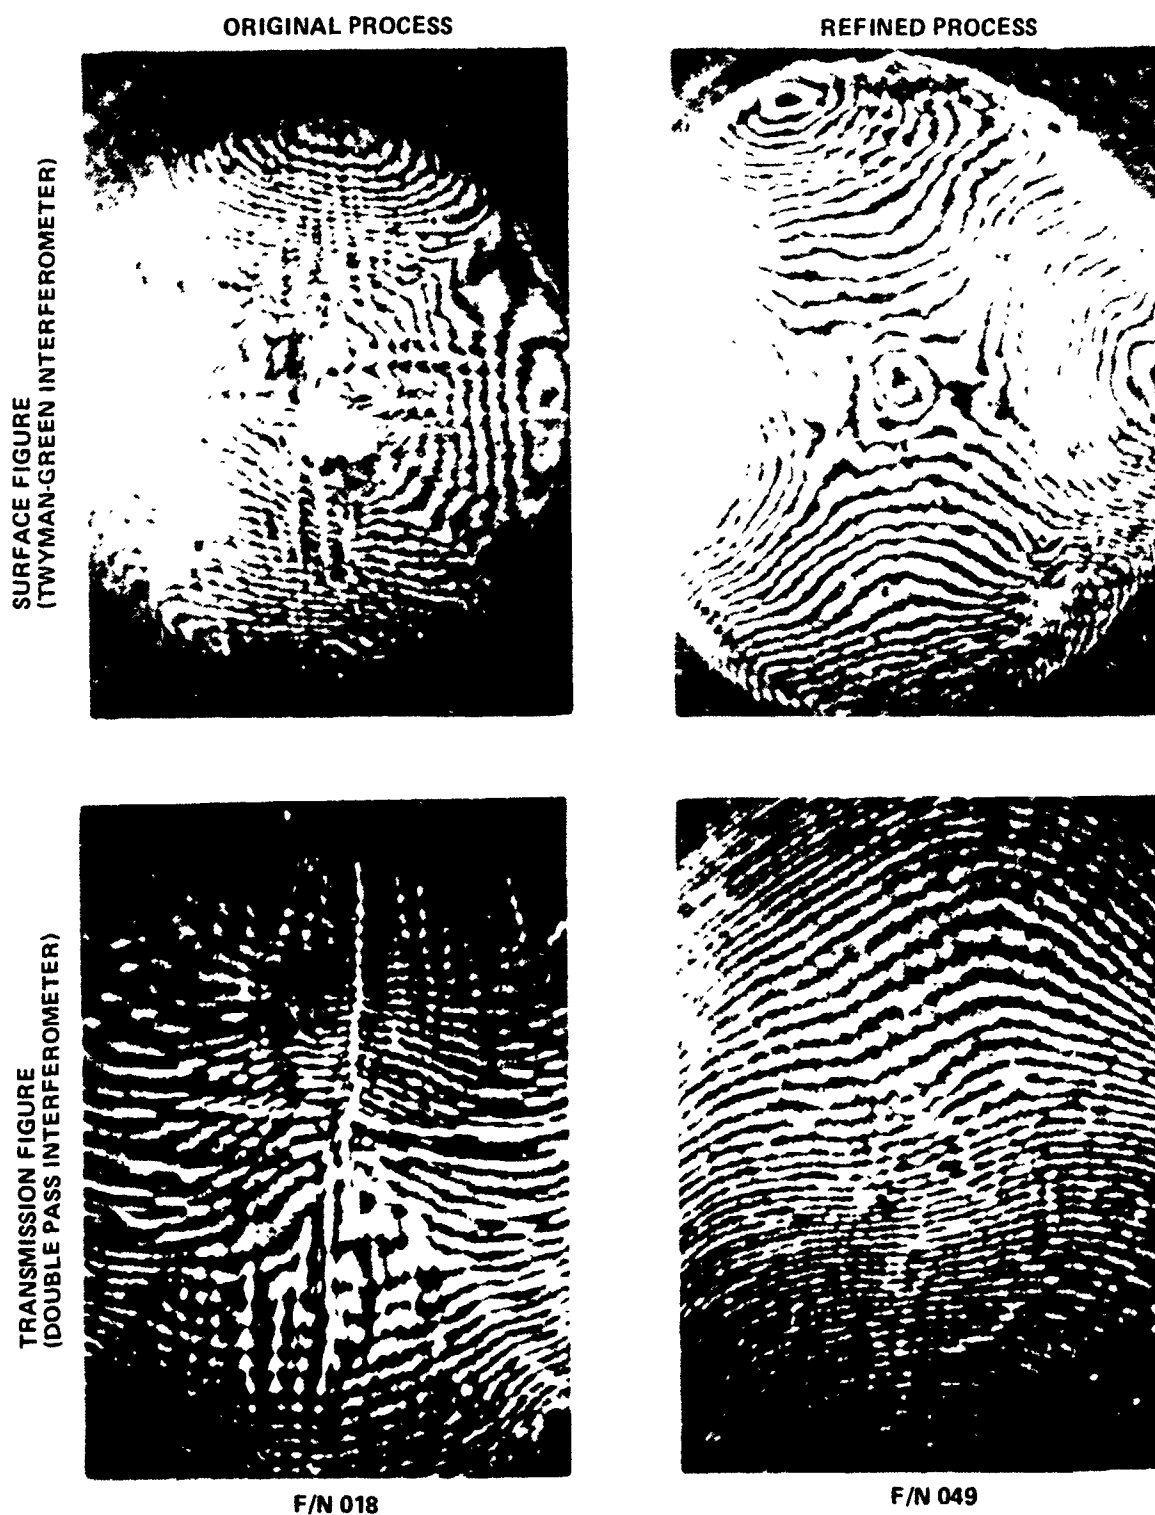 ORIGINAL PROCESS
REFINED PROCESS
SURFACE FIGURE
(TWYMAN-GREEN INTERFEROMETER)
TRANSMISSION FIGURE
(DOUBLE PASS INTERFEROMETER)
F/N 018
F/N 049